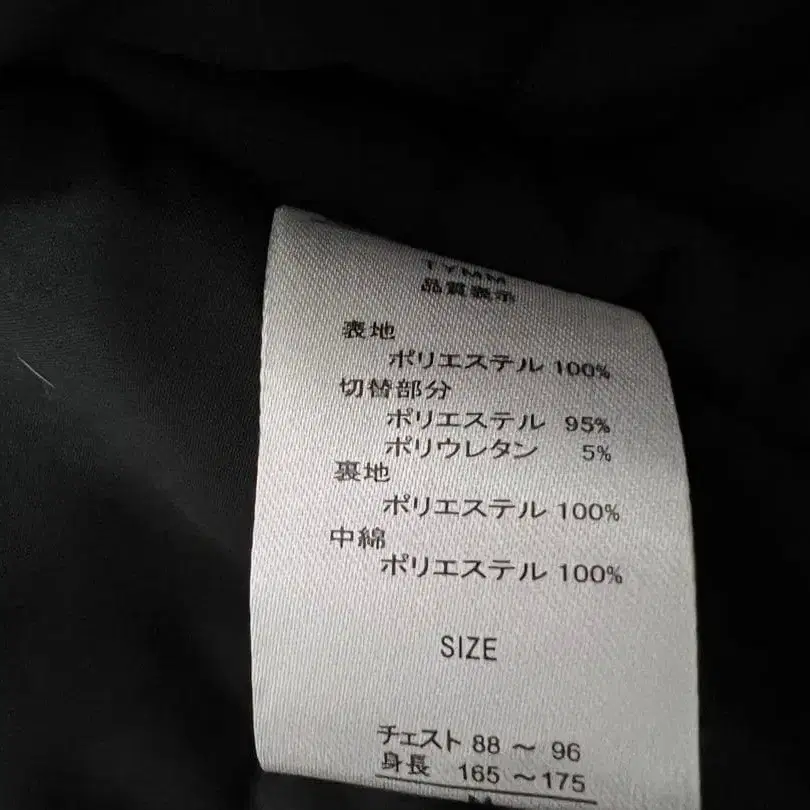 品質表示
表地
ポリエステル 100%
切替部分
ポリエステル 95%
ポリウレタン 5%
裏地
ポリエステル 100%
中綿
ポリエステル 100%
SIZE
チェスト 88 ～ 96
身長 165 ～175